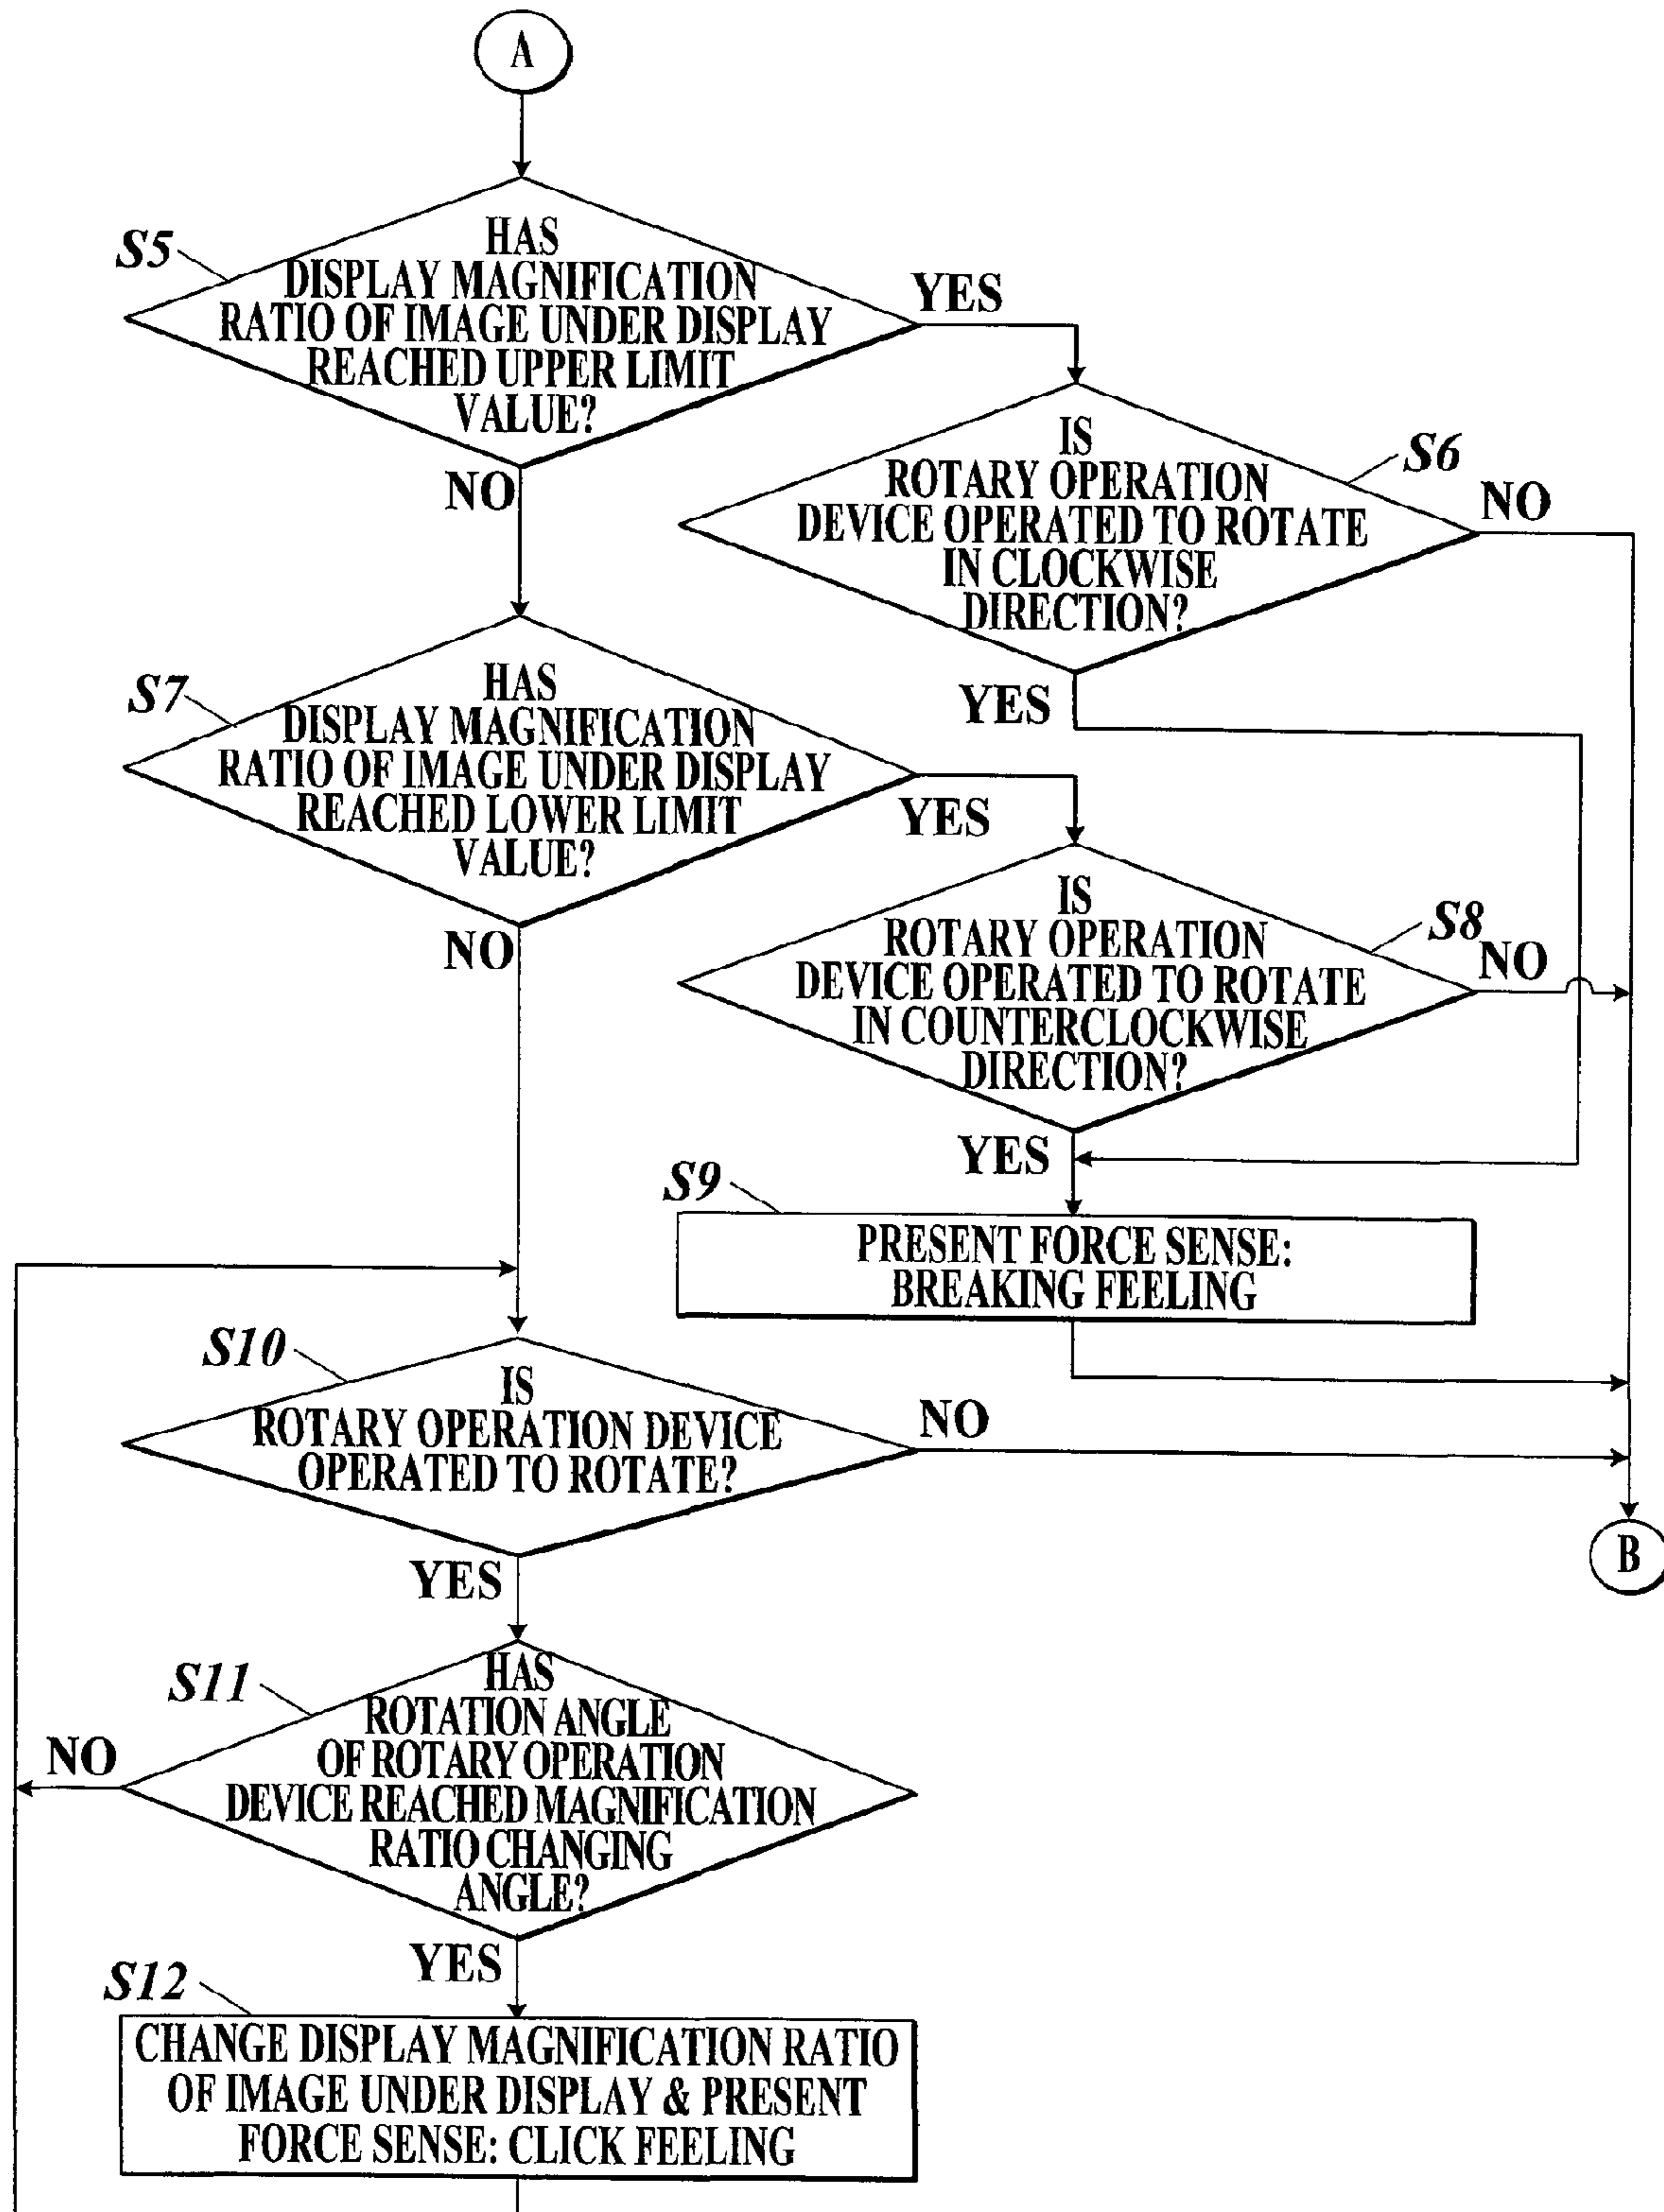 A
S5
HAS
DISPLAY MAGNIFICATION
RATIO OF IMAGE UNDER DISPLAY
REACHED UPPER LIMIT
VALUE?
YES
NO
S6
IS
ROTARY OPERATION
DEVICE OPERATED TO ROTATE
IN CLOCKWISE
DIRECTION?
NO
YES
S7
HAS
DISPLAY MAGNIFICATION
RATIO OF IMAGE UNDER DISPLAY
REACHED LOWER LIMIT
VALUE?
YES
NO
S8
IS
ROTARY OPERATION
DEVICE OPERATED TO ROTATE
IN COUNTERCLOCKWISE
DIRECTION?
NO
YES
S9
PRESENT FORCE SENSE:
BREAKING FEELING
S10
IS
ROTARY OPERATION DEVICE
OPERATED TO ROTATE?
NO
YES
B
S11
HAS
ROTATION ANGLE
OF ROTARY OPERATION
DEVICE REACHED MAGNIFICATION
RATIO CHANGING
ANGLE?
NO
YES
S12
CHANGE DISPLAY MAGNIFICATION RATIO
OF IMAGE UNDER DISPLAY & PRESENT
FORCE SENSE: CLICK FEELING